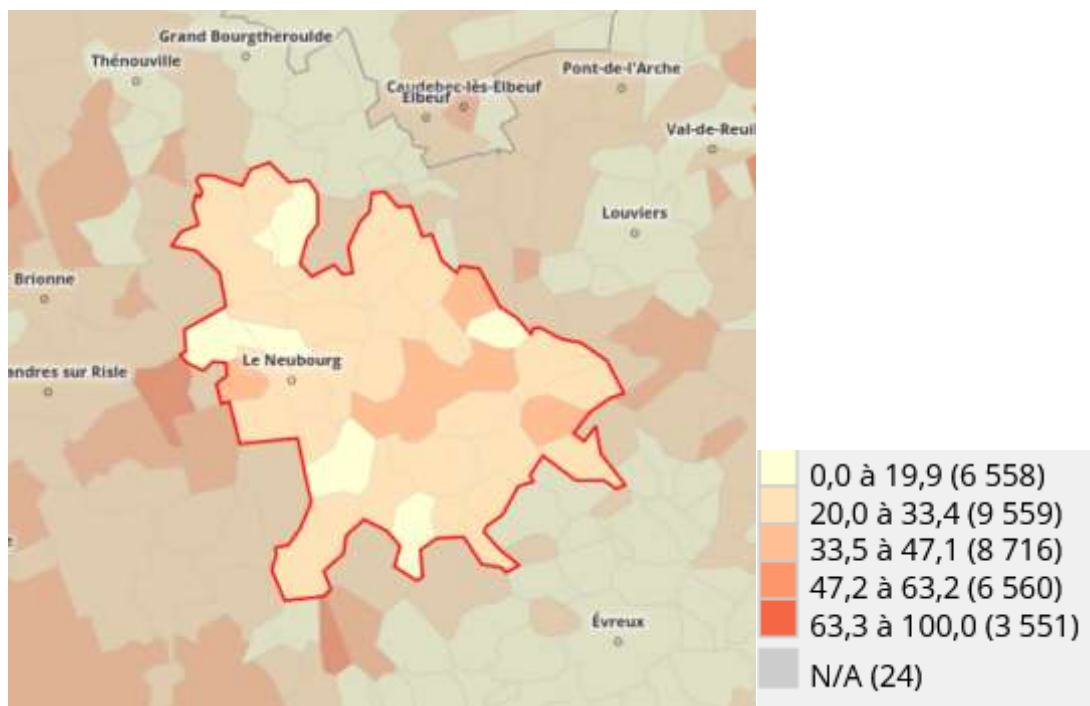 Grand Bourgtheroulde
Thénouville
Caudebec-lès-Elbeuf
Elbeuf
Pont-de-l'Arche
Val-de-Reuil
Louviers
Brionne
Le Neubourg
andres sur Risle
Évreux
e
0,0 à 19,9 (6 558)
20,0 à 33,4 (9 559)
33,5 à 47,1 (8 716)
47,2 à 63,2 (6 560)
63,3 à 100,0 (3 551)
N/A (24)